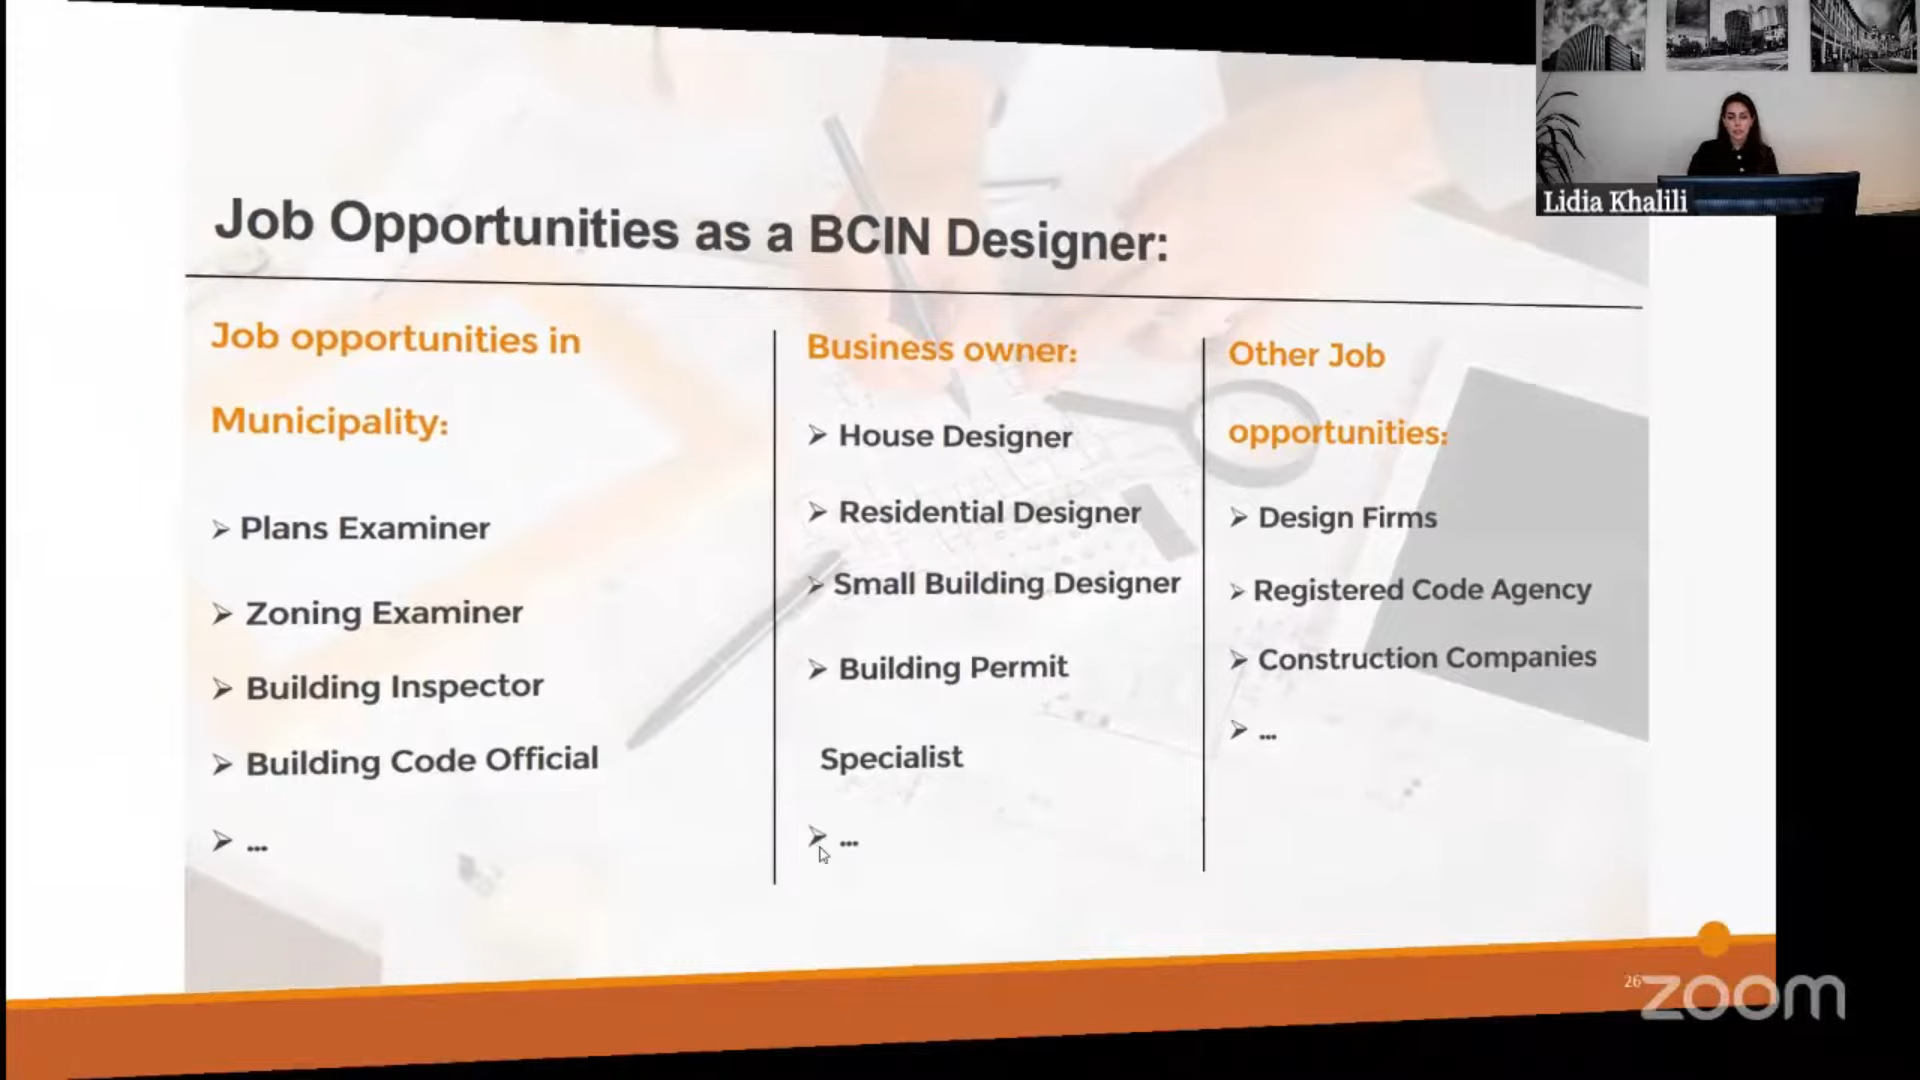 Lidia Khalili
Job Opportunities as a BCIN Designer:
Job opportunities in
Municipality:
➢ Plans Examiner
➢ Zoning Examiner
➢ Building Inspector
➢ Building Code Official
➢ ...
Business owner:
➢ House Designer
➢ Residential Designer
➢ Small Building Designer
➢ Building Permit
Specialist
➢ ...
Other Job
opportunities:
➢ Design Firms
➢ Registered Code Agency
➢ Construction Companies
➢ ...
26
zoom